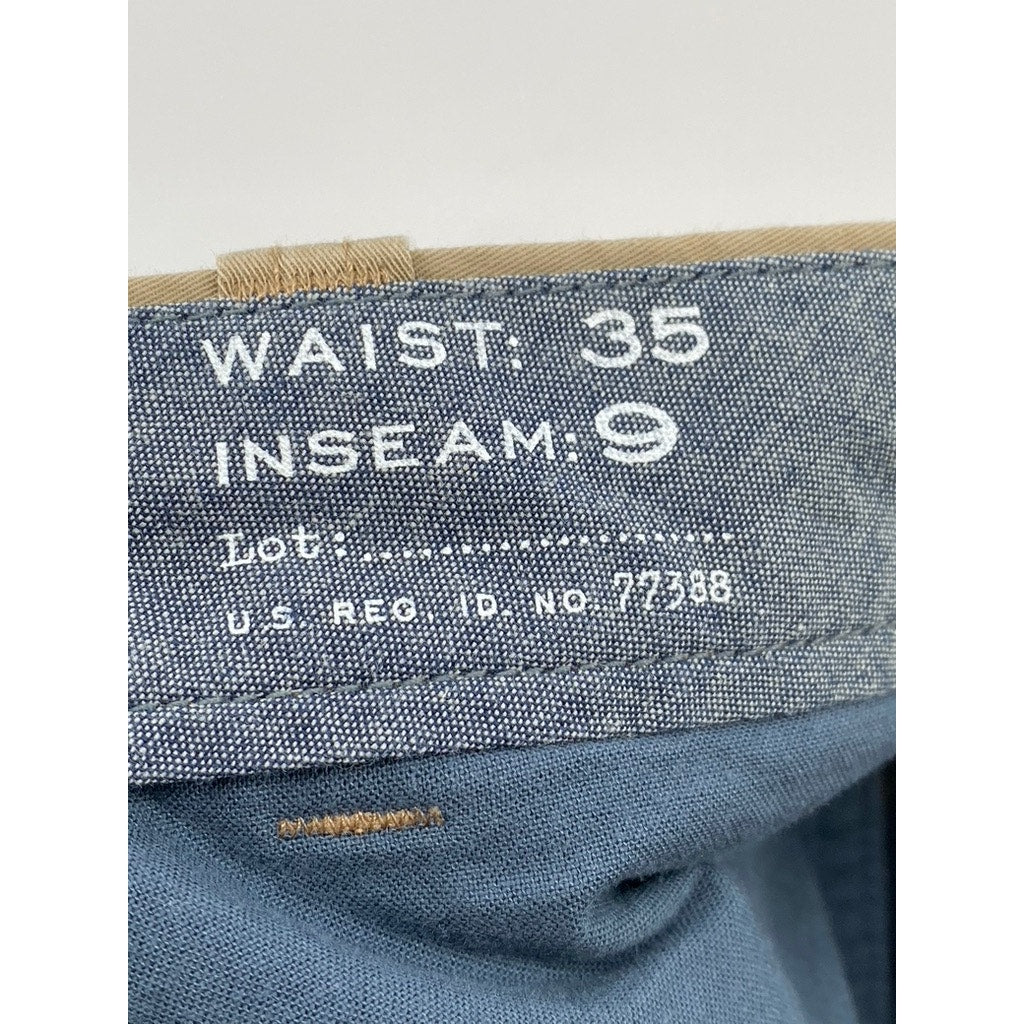 WAIST: 35
INSEAM: 9
Lot:......................
U.S. REG. ID. NO. 77388